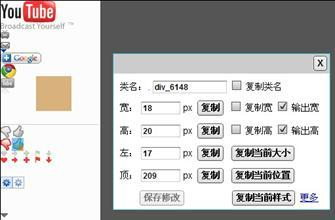 You Tube
Broadcast Yourself ™
Google
X
类名: . div_6148 复制类名
宽: 18 px 复制 复制宽 输出宽
高: 20 px 复制 复制高 输出高
左: 17 px 复制 复制当前大小
顶: 209 px 复制 复制当前位置
保存修改 复制当前样式 更多